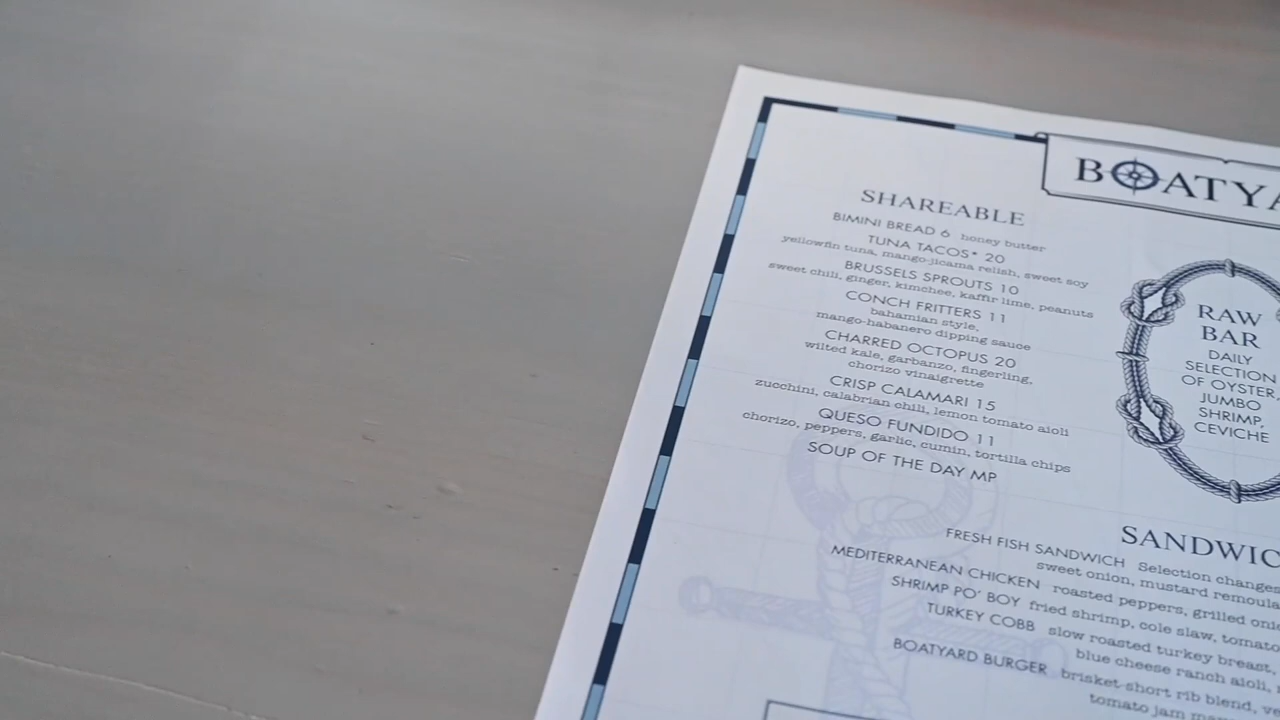 BOATYA
SHAREABLE
BIMINI BREAD 6 honey butter
TUNA TACOS* 20
yellowfin tuna, mango-jicama relish, sweet soy
BRUSSELS SPROUTS 10
sweet chili, ginger, kimchee, kaffir lime, peanuts
CONCH FRITTERS 11
bahamian style,
mango-habanero dipping sauce
CHARRED OCTOPUS 20
wilted kale, garbanzo, fingerling,
chorizo vinaigrette
CRISP CALAMARI 15
zucchini, calabrian chili, lemon tomato aioli
QUESO FUNDIDO 11
chorizo, peppers, garlic, cumin, tortilla chips
SOUP OF THE DAY MP
RAW
BAR
DAILY
SELECTION
OF OYSTER,
JUMBO
SHRIMP,
CEVICHE
SANDWIC
FRESH FISH SANDWICH Selection changes
sweet onion, mustard remoula
MEDITERRANEAN CHICKEN roasted peppers, grilled onio
SHRIMP PO' BOY fried shrimp, cole slaw, tomato
TURKEY COBB slow roasted turkey breast,
blue cheese ranch aioli,
BOATYARD BURGER brisket-short rib blend, ve
tomato jam